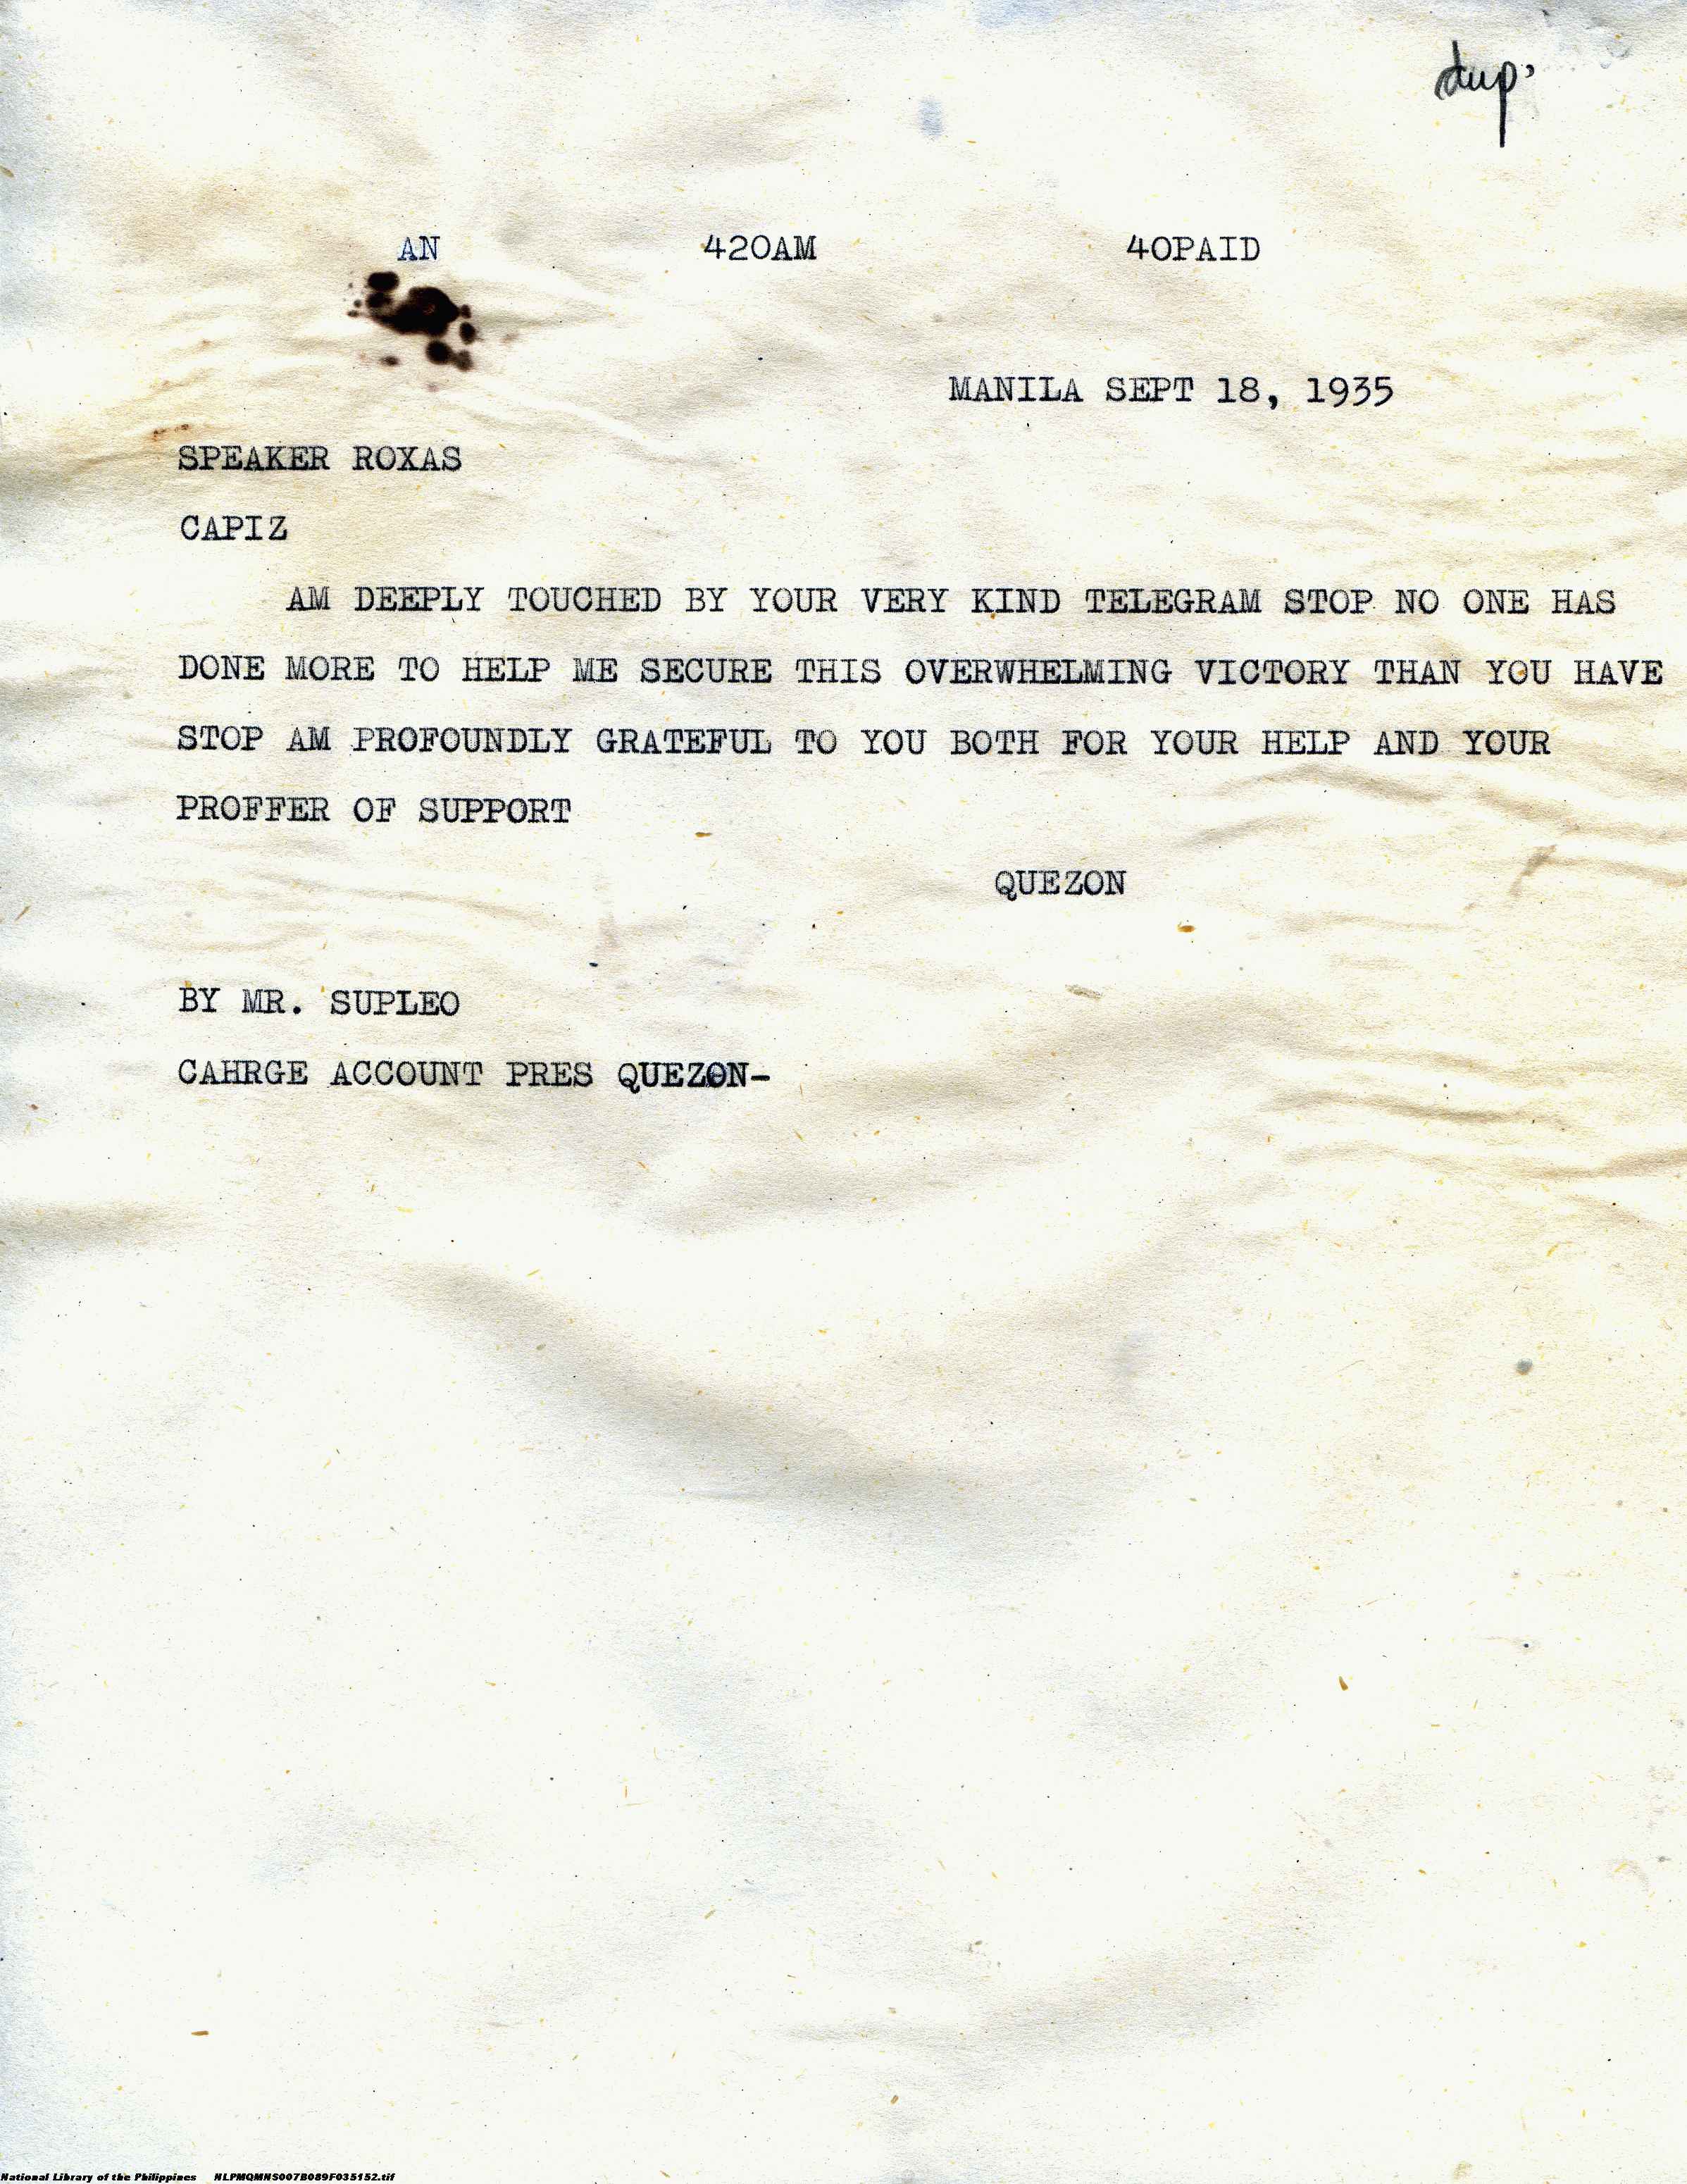 dup.
AN 420AM 40PAID
MANILA SEPT 18, 1935
SPEAKER ROXAS
CAPIZ
AM DEEPLY TOUCHED BY YOUR VERY KIND TELEGRAM STOP NO ONE HAS
DONE MORE TO HELP ME SECURE THIS OVERWHELMING VICTORY THAN YOU HAVE
STOP AM PROFOUNDLY GRATEFUL TO YOU BOTH FOR YOUR HELP AND YOUR
PROFFER OF SUPPORT
QUEZON
BY MR. SUPLEO
CAHRGE ACCOUNT PRES QUEZON-
National Library of the Philippines NLPMQMNS007B089F035152.tif